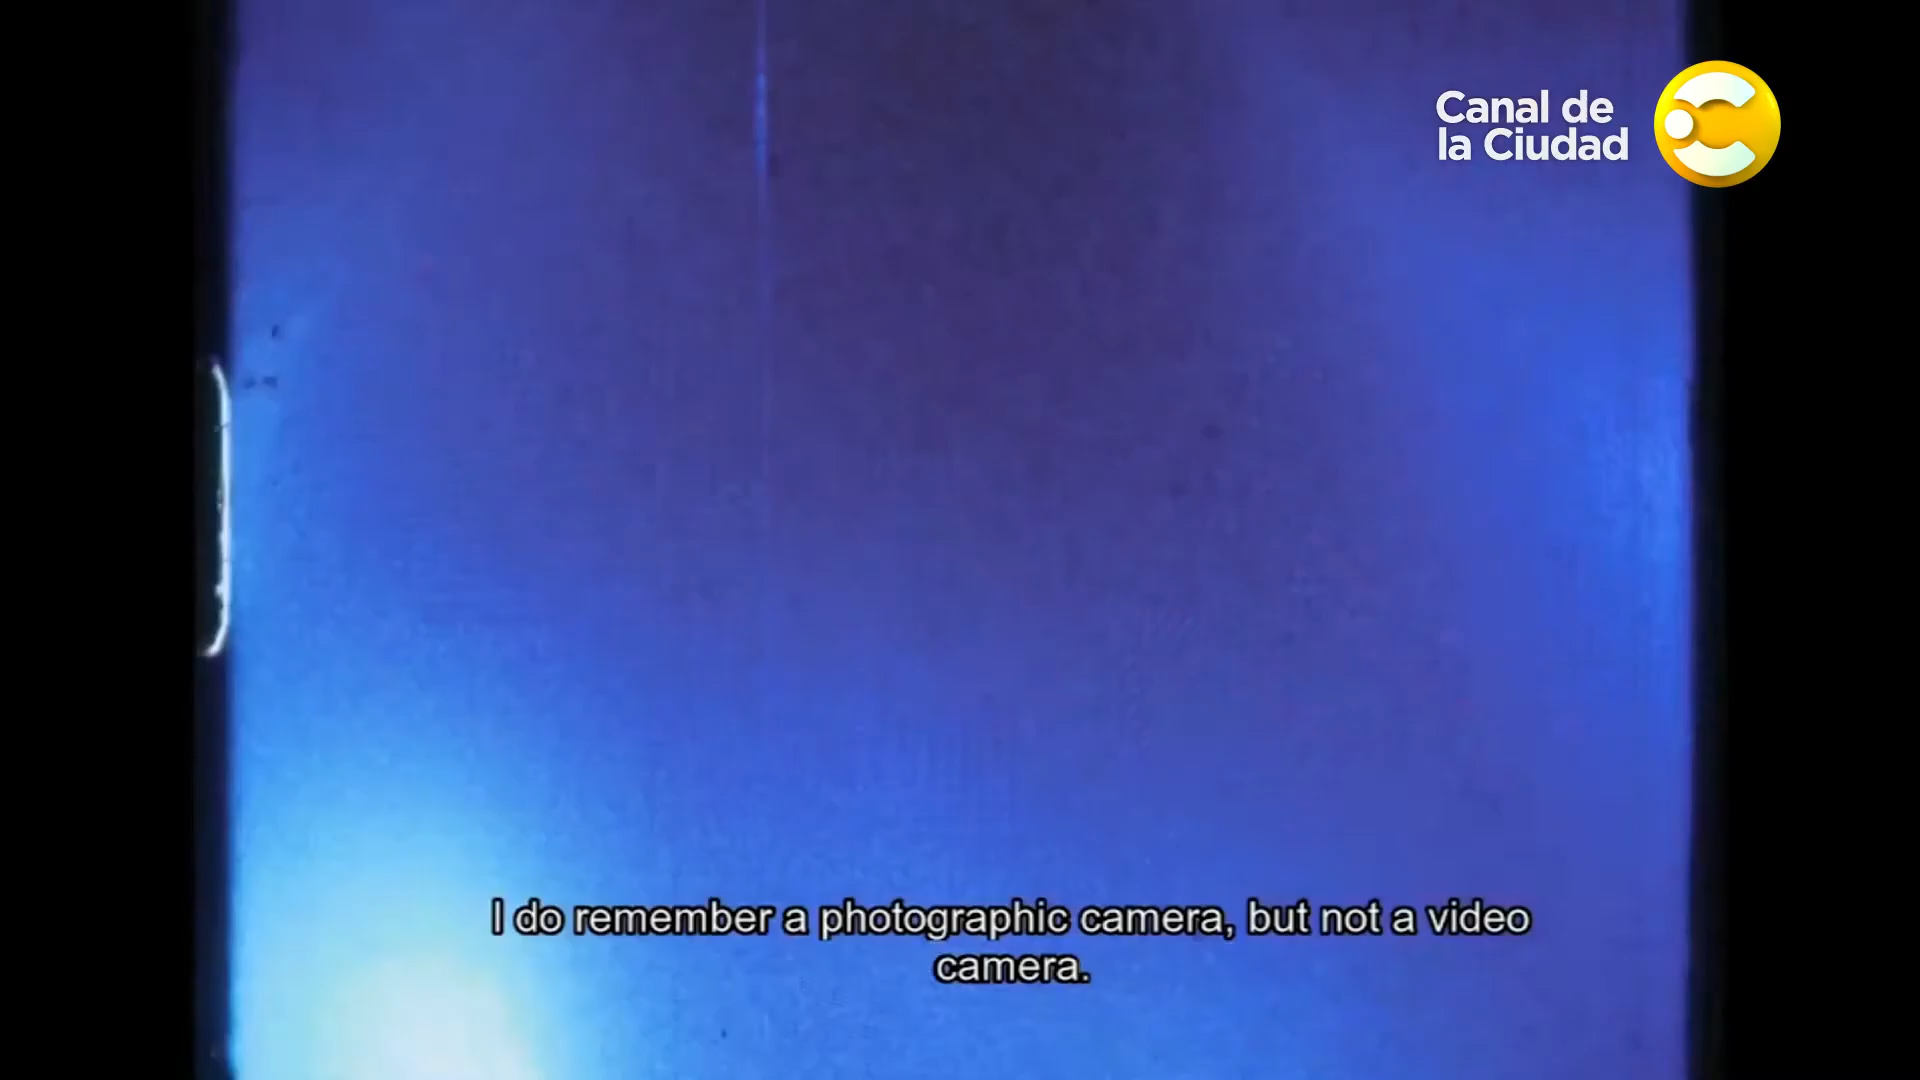 Canal de
la Ciudad
I do remember a photographic camera, but not a video
camera.